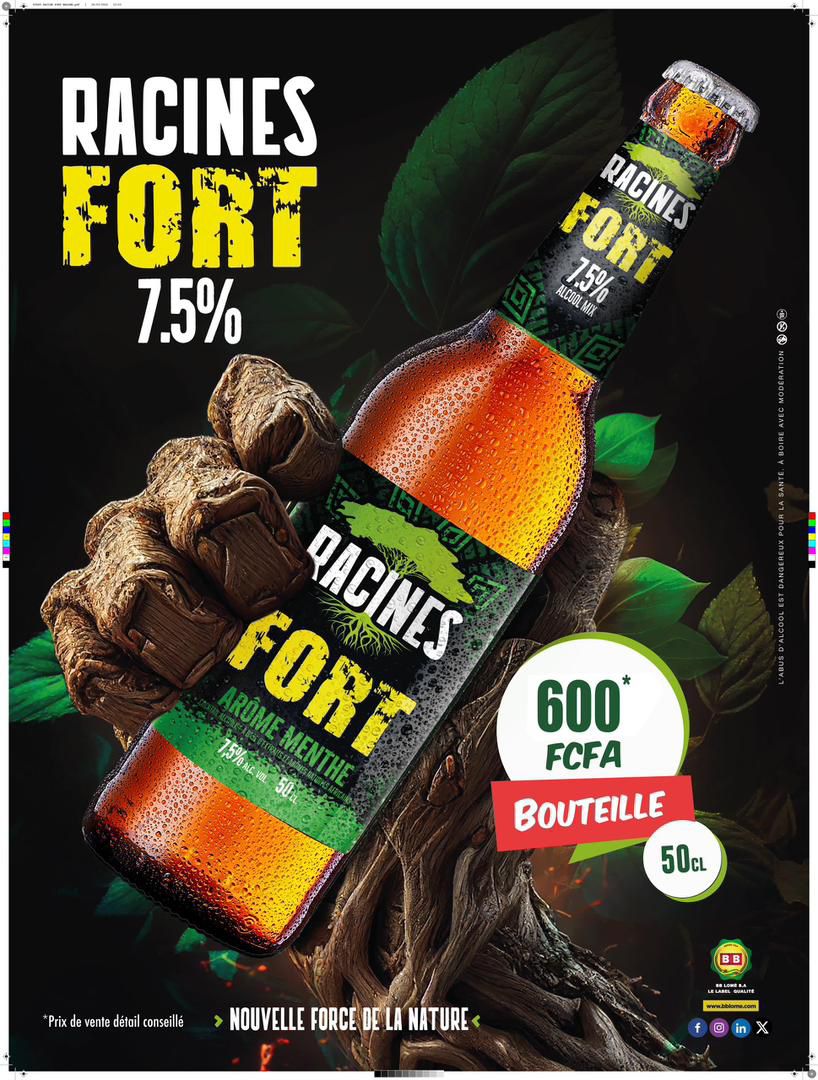 RACINES
FORT
7.5%
RACINES
FORT
7.5%
ALCOOL MIX
L'ABUS D'ALCOOL EST DANGEREUX POUR LA SANTÉ. À BOIRE AVEC MODÉRATION
RACINES
FORT
ARÔME MENTHE
7,5% ALC. VOL. 50 CL
600*
FCFA
BOUTEILLE
50CL
BB
BB LOMÉ S.A
LE LABEL QUALITÉ
www.bblome.com
*Prix de vente détail conseillé
NOUVELLE FORCE DE LA NATURE